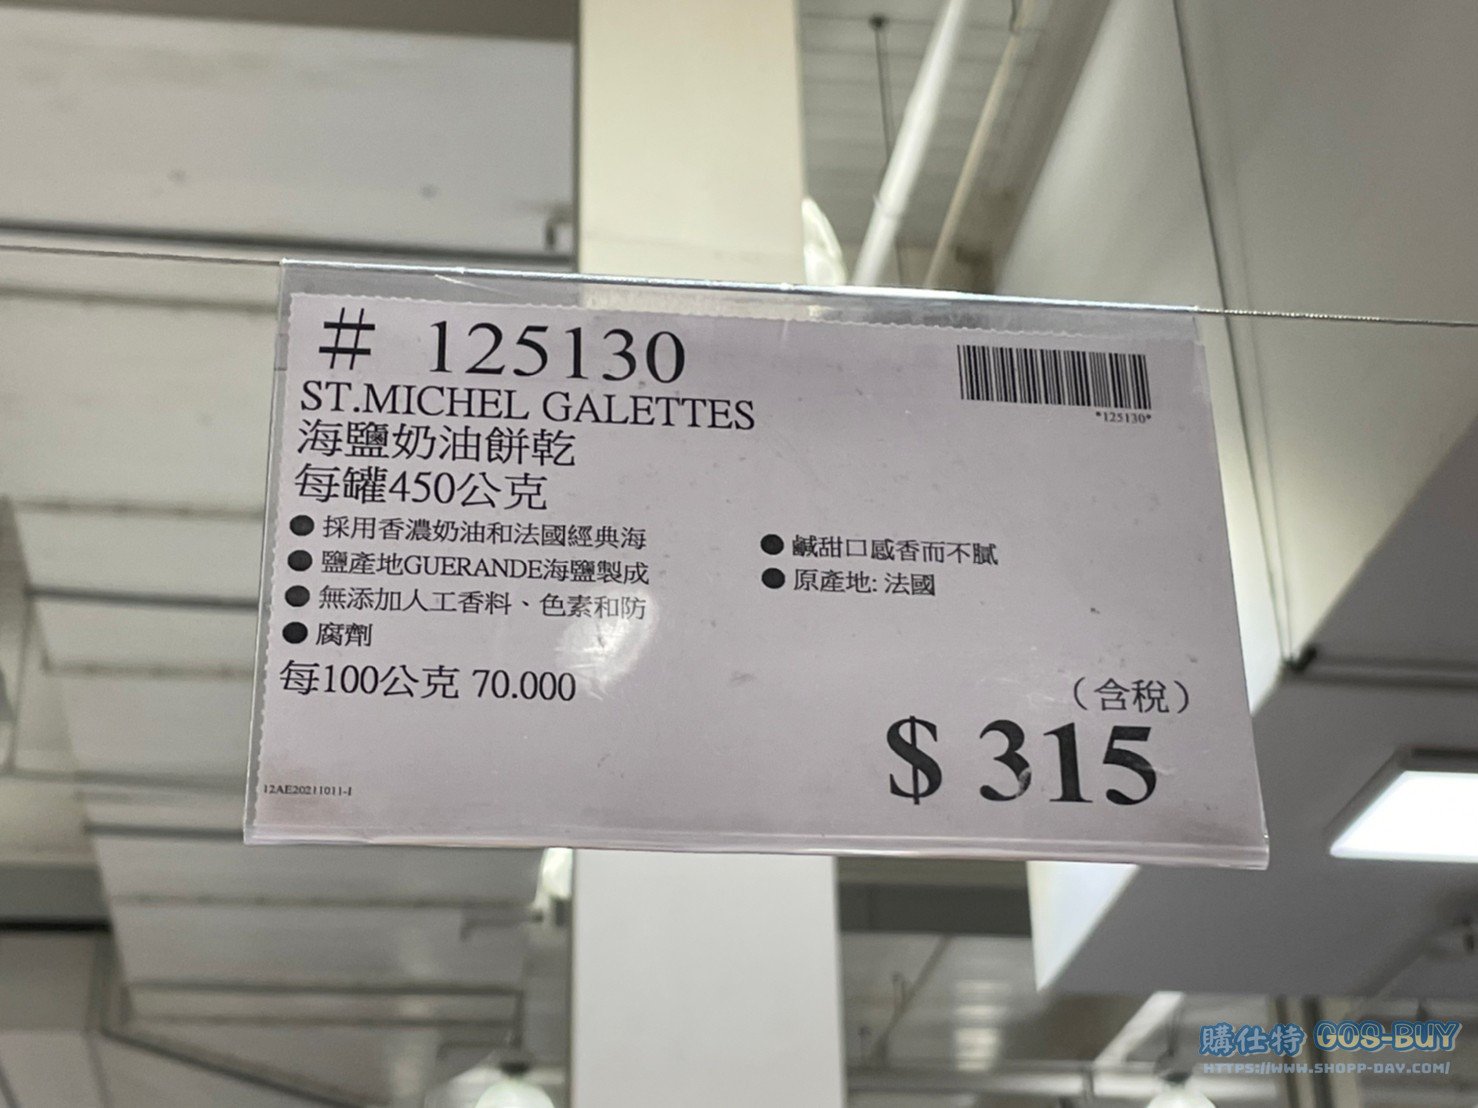 # 125130
*125130*
ST.MICHEL GALETTES
海鹽奶油餅乾
每罐450公克
● 採用香濃奶油和法國經典海
● 鹽產地GUERANDE海鹽製成
● 無添加人工香料、色素和防
● 腐劑
● 鹹甜口感香而不膩
● 原產地: 法國
每100公克 70.000
(含稅)
$ 315
12AE20211011-1
購仕特 GOS-BUY
HTTPS://WWW.SHOPP-DAY.COM/